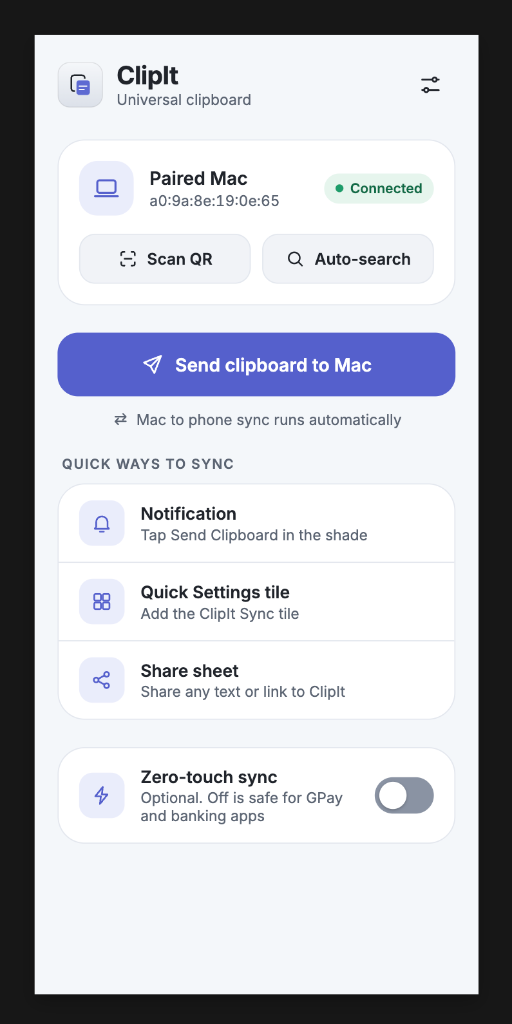 ClipIt
Universal clipboard
Paired Mac
a0:9a:8e:19:0e:65
Connected
Scan QR
Auto-search
Send clipboard to Mac
Mac to phone sync runs automatically
QUICK WAYS TO SYNC
Notification
Tap Send Clipboard in the shade
Quick Settings tile
Add the ClipIt Sync tile
Share sheet
Share any text or link to ClipIt
Zero-touch sync
Optional. Off is safe for GPay
and banking apps